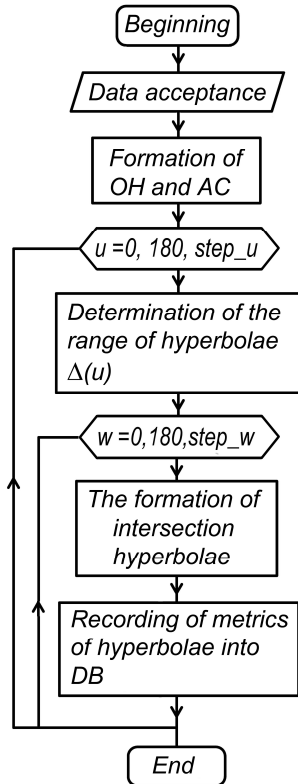 Beginning
Data acceptance
Formation of
OH and AC
u =0, 180, step_u
Determination of the
range of hyperbolae
Δ(u)
w =0,180,step_w
The formation of
intersection
hyperbolae
Recording of metrics
of hyperbolae into
DB
End